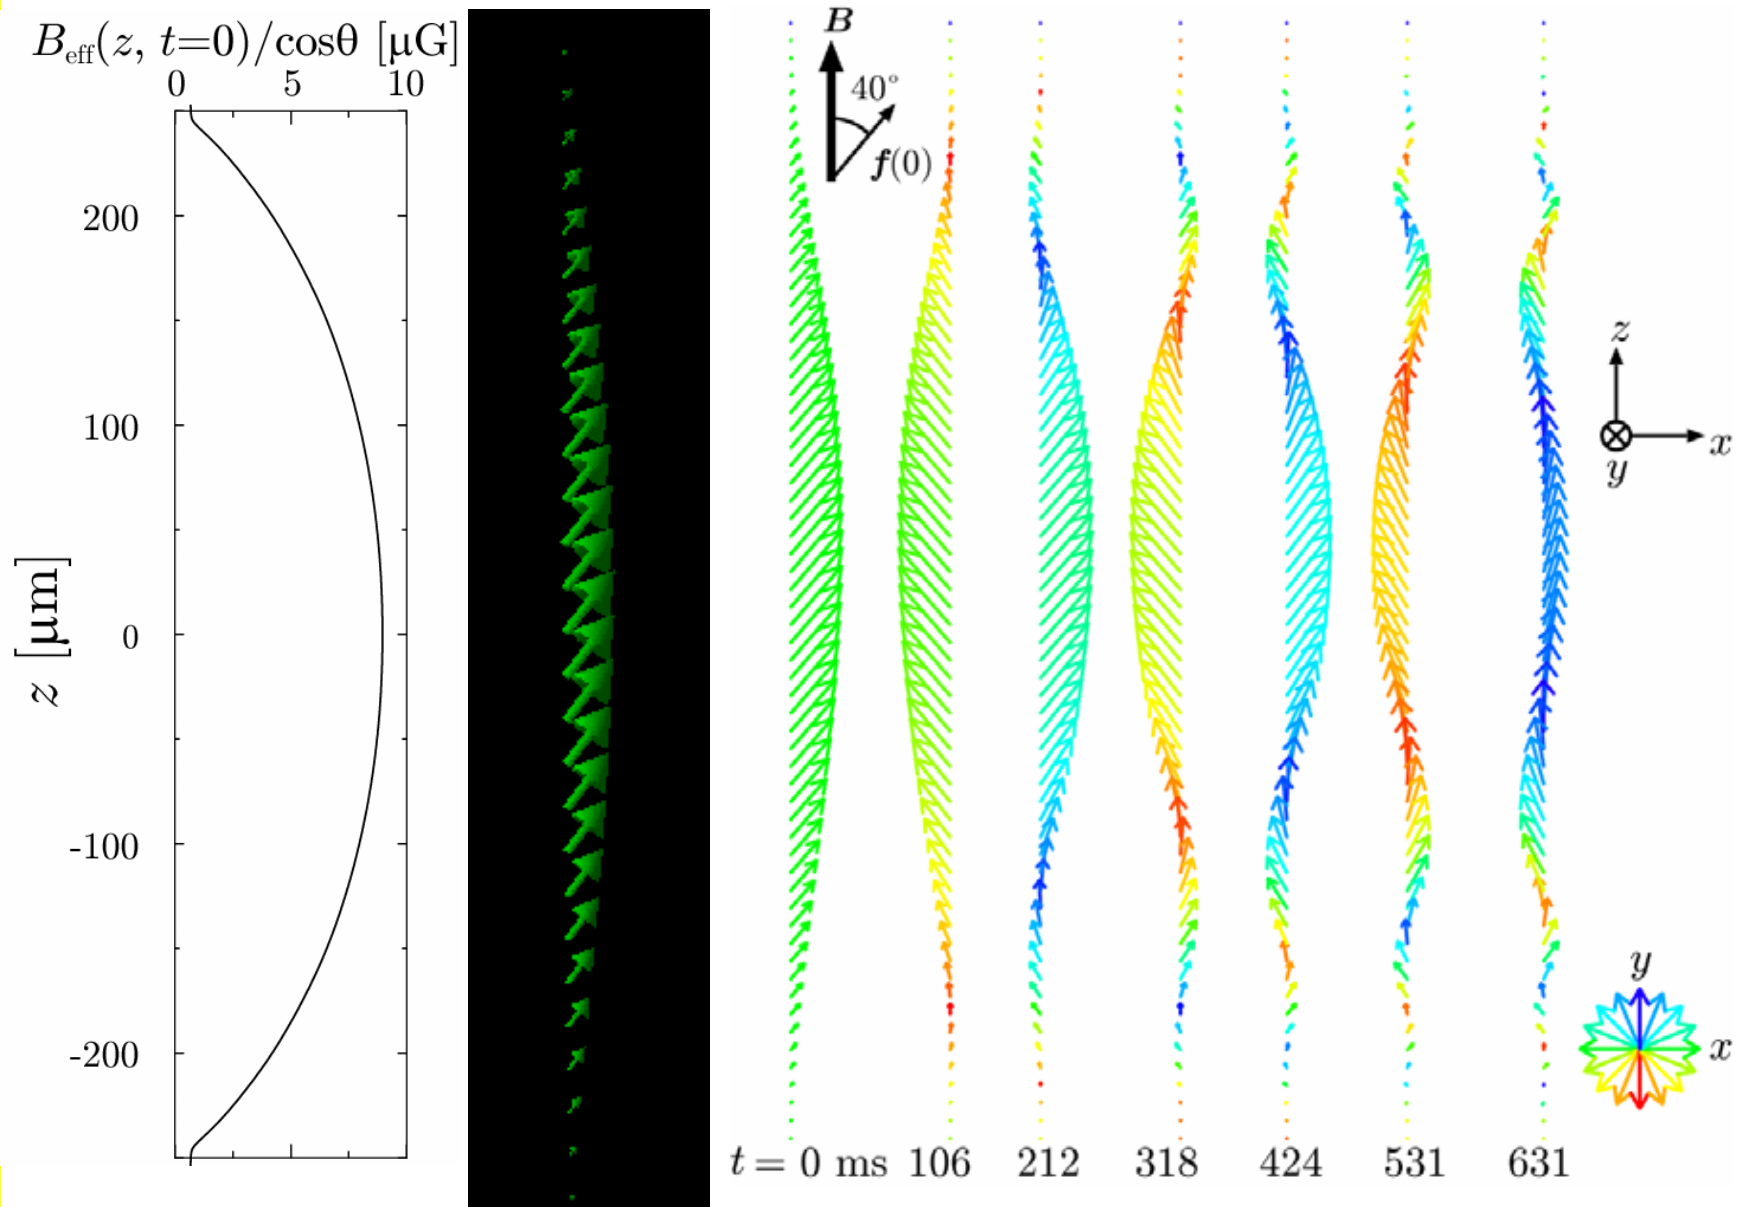 B_eff(z, t=0)/cosθ [μG]
0 5 10
200
100
0
-100
-200
z [μm]
B
40°
f(0)
z
x
y
y
x
t = 0 ms 106 212 318 424 531 631